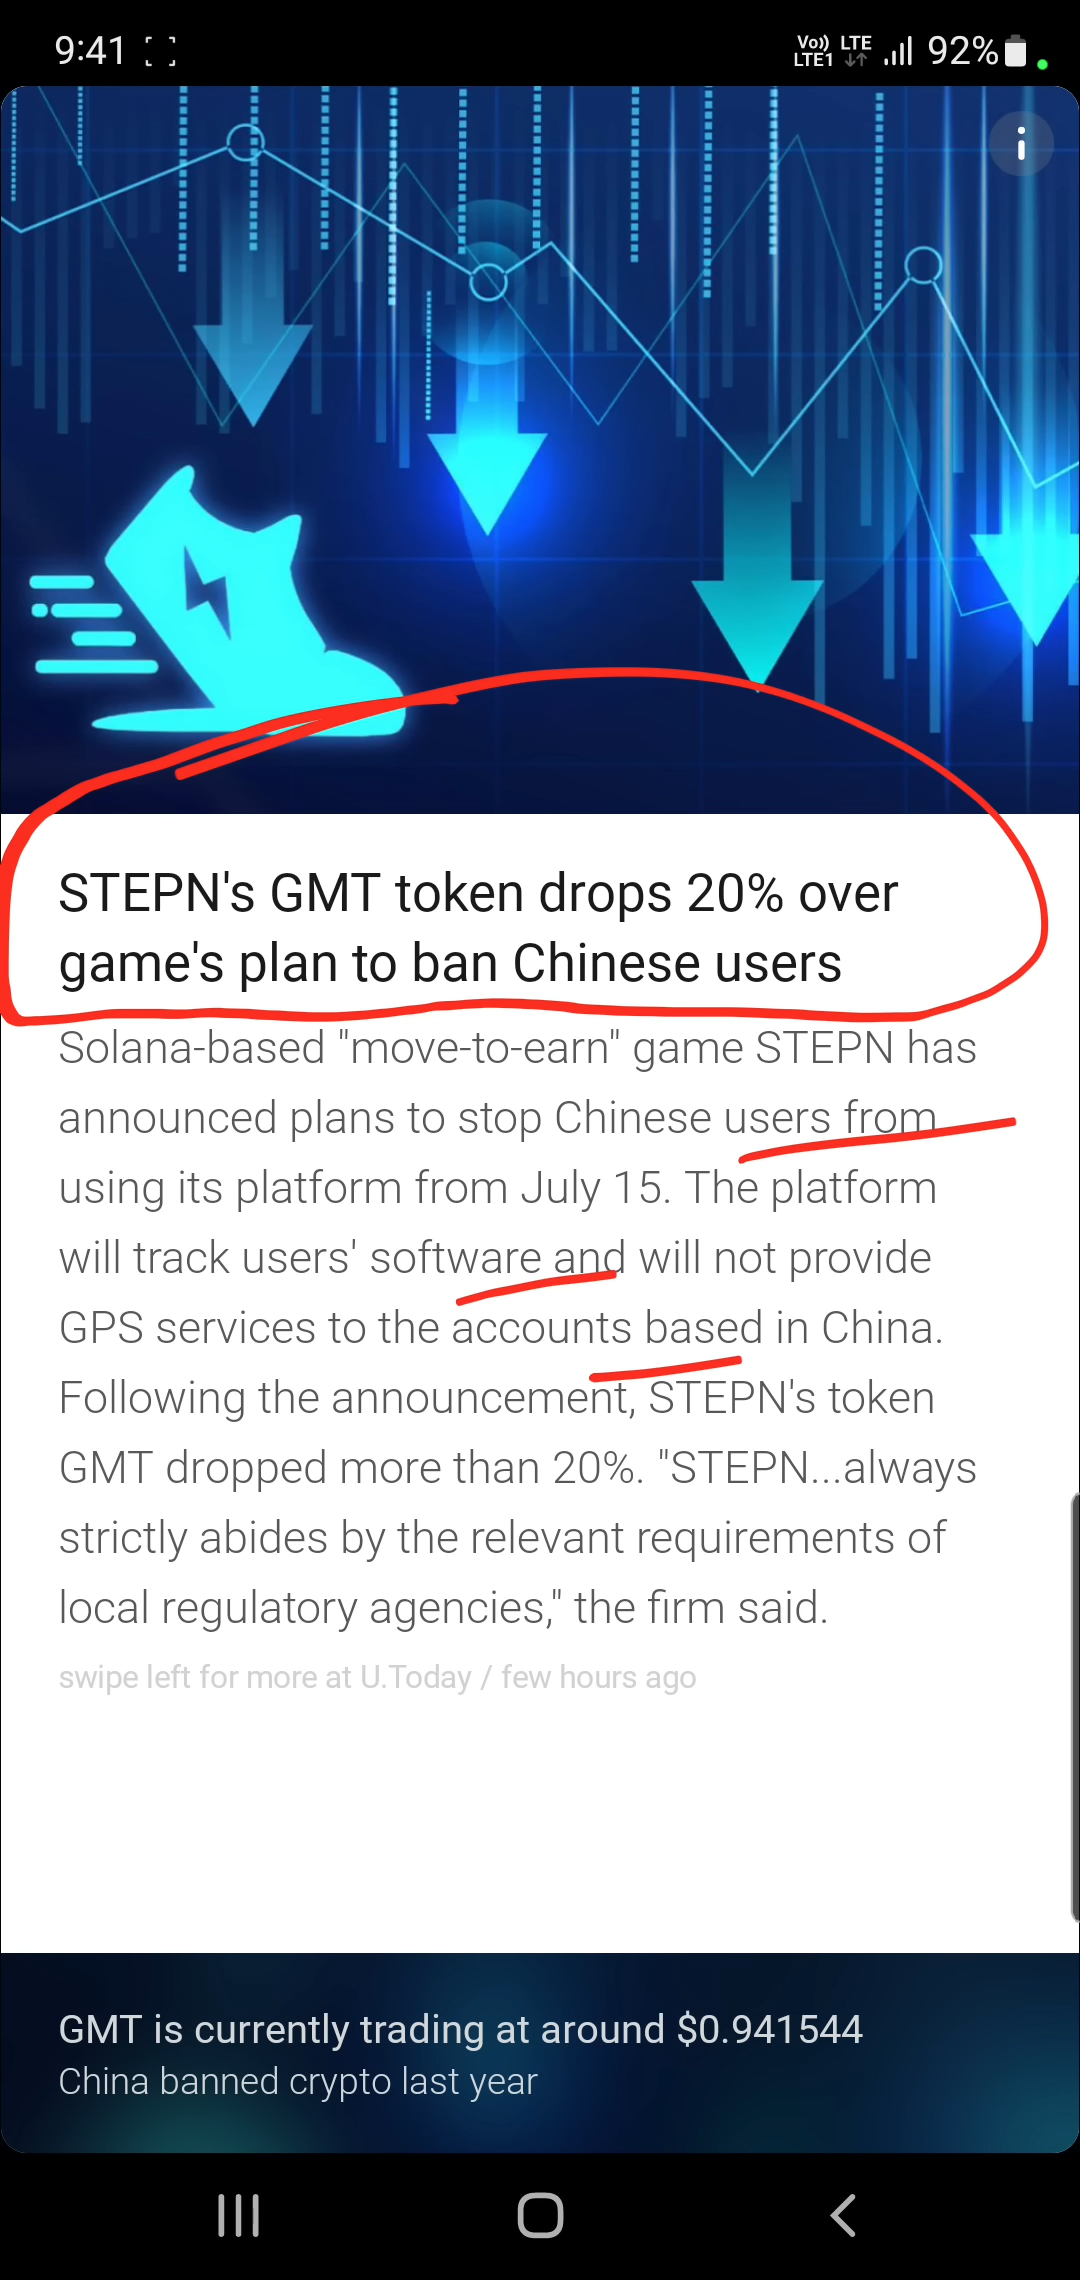 9:41
Vo)) LTE 92%
LTE1
STEPN's GMT token drops 20% over
game's plan to ban Chinese users
Solana-based "move-to-earn" game STEPN has
announced plans to stop Chinese users from
using its platform from July 15. The platform
will track users' software and will not provide
GPS services to the accounts based in China.
Following the announcement, STEPN's token
GMT dropped more than 20%. "STEPN...always
strictly abides by the relevant requirements of
local regulatory agencies," the firm said.
swipe left for more at U.Today / few hours ago
GMT is currently trading at around $0.941544
China banned crypto last year